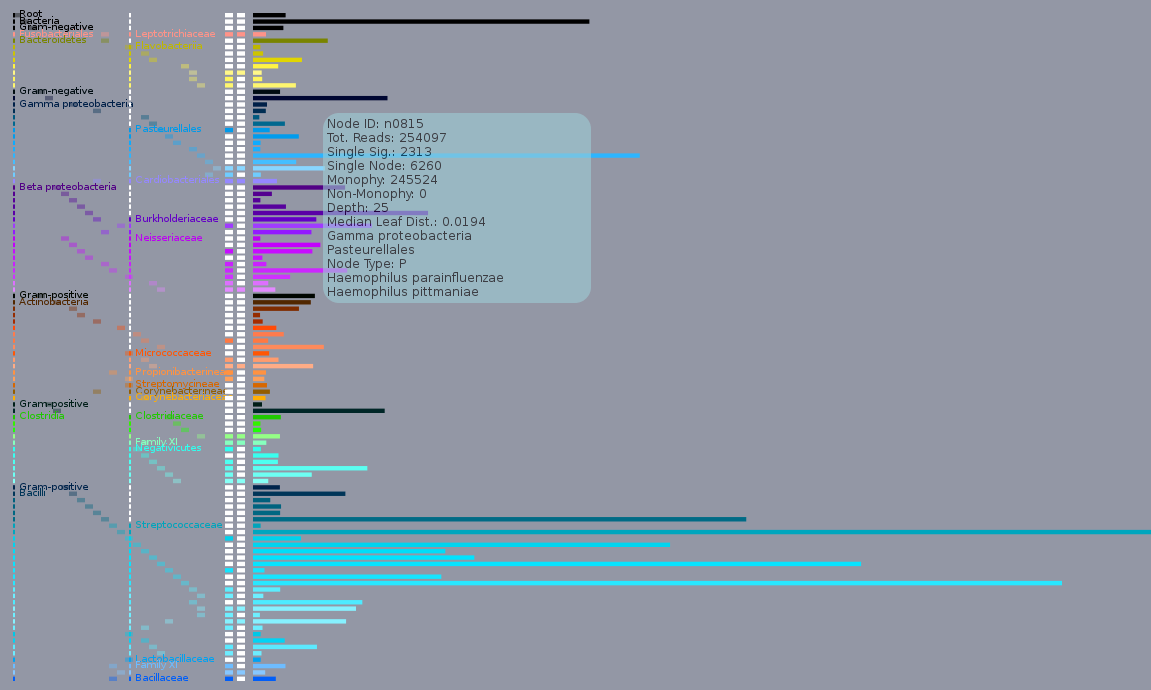 Root
Bacteria
Gram-negative
Fusobacteriales
Leptotrichiaceae
Bacteroidetes
Flavobacteriia
Gram-negative
Gamma proteobacteria
Pasteurellales
Beta proteobacteria
Burkholderiaceae
Neisseriaceae
Gram-positive
Actinobacteria
Micrococcaceae
Propionibacterineae
Streptomycineae
Corynebacterineae
Corynebacteriaceae
Gram-positive
Clostridia
Clostridiaceae
Family XI
Negativicutes
Gram-positive
Bacilli
Streptococcaceae
Lactobacillaceae
Family XI
Bacillaceae
Node ID: n0815
Tot. Reads: 254097
Single Sig.: 2313
Single Node: 6260
Monophy: 245524
Non-Monophy: 0
Depth: 25
Median Leaf Dist.: 0.0194
Gamma proteobacteria
Pasteurellales
Node Type: P
Haemophilus parainfluenzae
Haemophilus pittmaniae